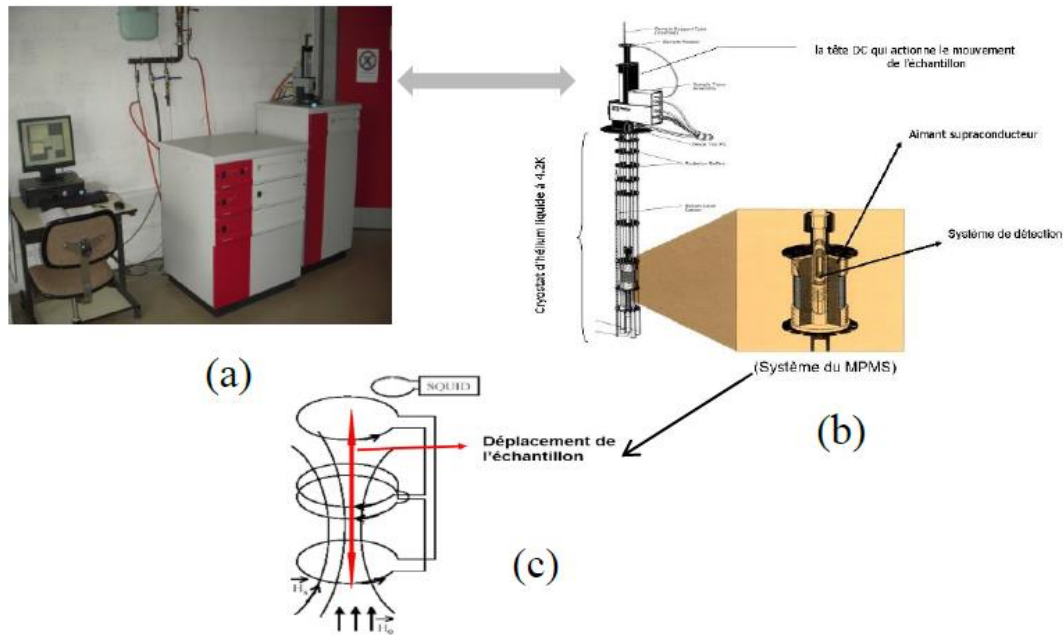 la tête DC qui actionne le mouvement
de l'échantillon
Aimant supraconducteur
Système de détection
Cryostat d'hélium liquide à 4.2K
(Système du MPMS)
(a)
(b)
SQUID
Déplacement de
l'échantillon
(c)